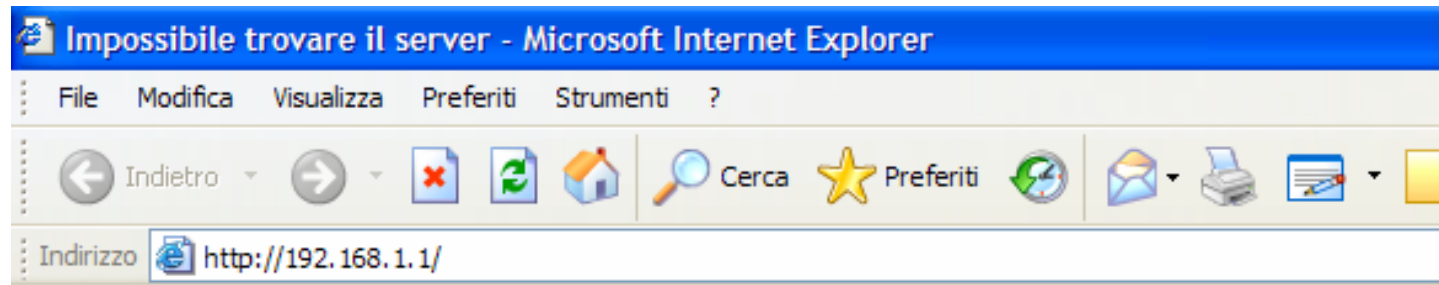 Impossibile trovare il server - Microsoft Internet Explorer
File Modifica Visualizza Preferiti Strumenti ?
Indietro Cerca Preferiti
Indirizzo http://192.168.1.1/